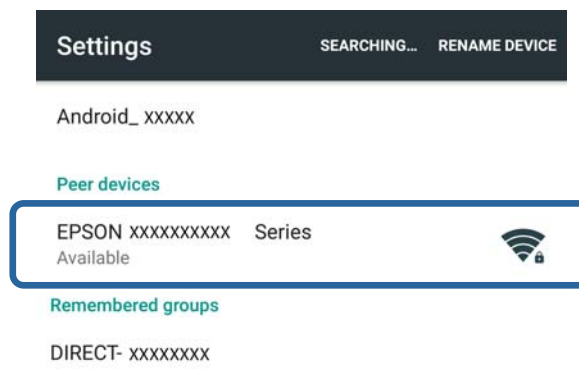 Settings SEARCHING... RENAME DEVICE
Android_ xxxxx
Peer devices
EPSON xxxxxxxxxx Series
Available
Remembered groups
DIRECT- xxxxxxxx